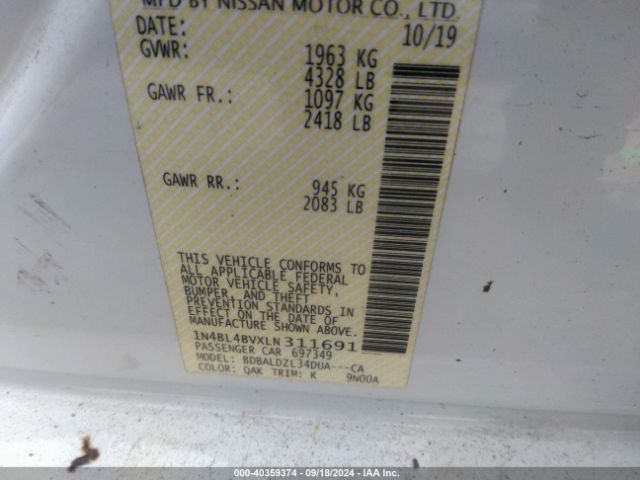 MFD BY NISSAN MOTOR CO., LTD.
DATE: 10/19
GVWR: 1963 KG
4328 LB
GAWR FR.: 1097 KG
2418 LB
GAWR RR.: 945 KG
2083 LB
THIS VEHICLE CONFORMS TO
ALL APPLICABLE FEDERAL
MOTOR VEHICLE SAFETY,
BUMPER, AND THEFT
PREVENTION STANDARDS IN
EFFECT ON THE DATE OF
MANUFACTURE SHOWN ABOVE.
1N4BL4BVXLN311691
PASSENGER CAR 697349
MODEL: BDBALDZL34DUA---CA
COLOR: QAK TRIM: K 9N00A
000-40359374 - 09/18/2024 - IAA Inc.